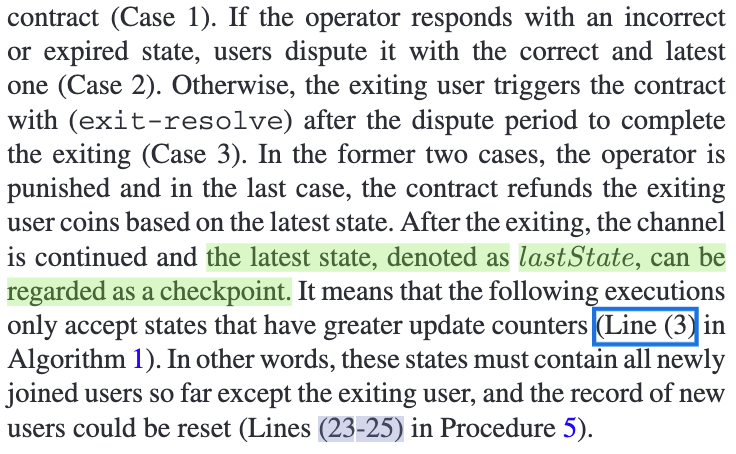 contract (Case 1). If the operator responds with an incorrect
or expired state, users dispute it with the correct and latest
one (Case 2). Otherwise, the exiting user triggers the contract
with (exit-resolve) after the dispute period to complete
the exiting (Case 3). In the former two cases, the operator is
punished and in the last case, the contract refunds the exiting
user coins based on the latest state. After the exiting, the channel
is continued and the latest state, denoted as lastState, can be
regarded as a checkpoint. It means that the following executions
only accept states that have greater update counters (Line (3) in
Algorithm 1). In other words, these states must contain all newly
joined users so far except the exiting user, and the record of new
users could be reset (Lines (23-25) in Procedure 5).